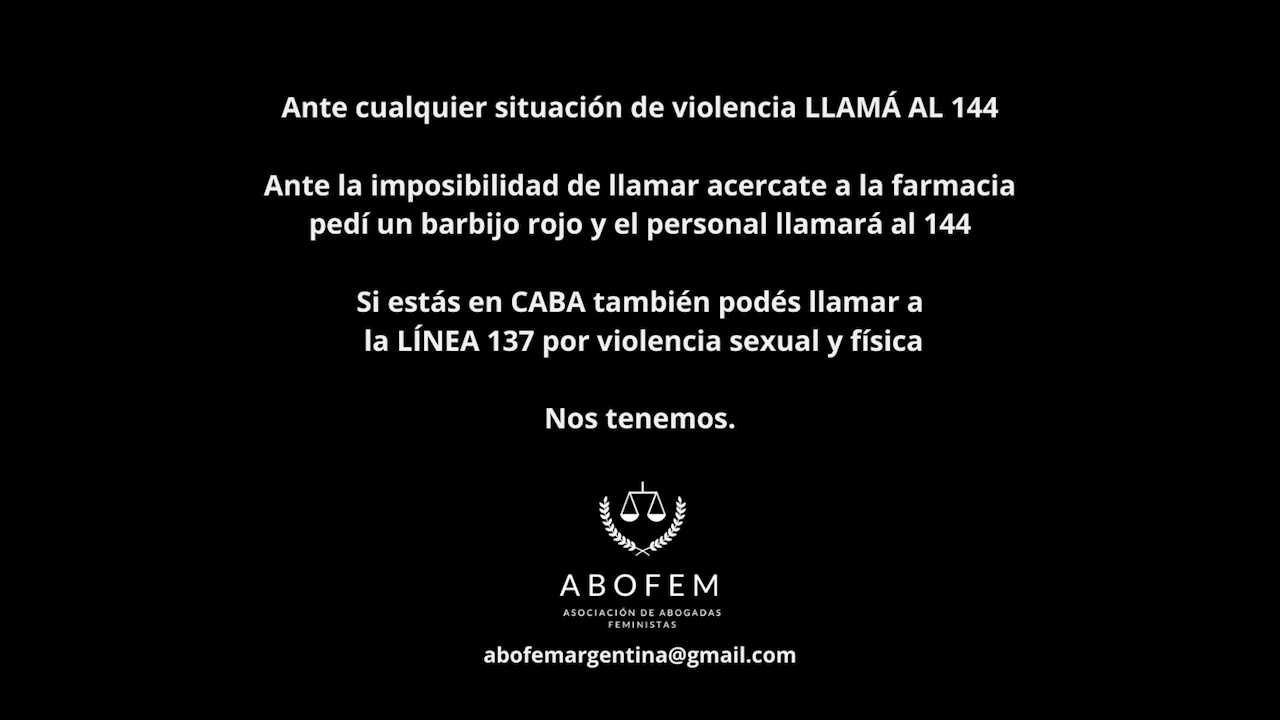 Ante cualquier situación de violencia LLAMÁ AL 144
Ante la imposibilidad de llamar acercate a la farmacia
pedí un barbijo rojo y el personal llamará al 144
Si estás en CABA también podés llamar a
la LÍNEA 137 por violencia sexual y física
Nos tenemos.
ABOFEM
ASOCIACIÓN DE ABOGADAS
FEMINISTAS
abofemargentina@gmail.com